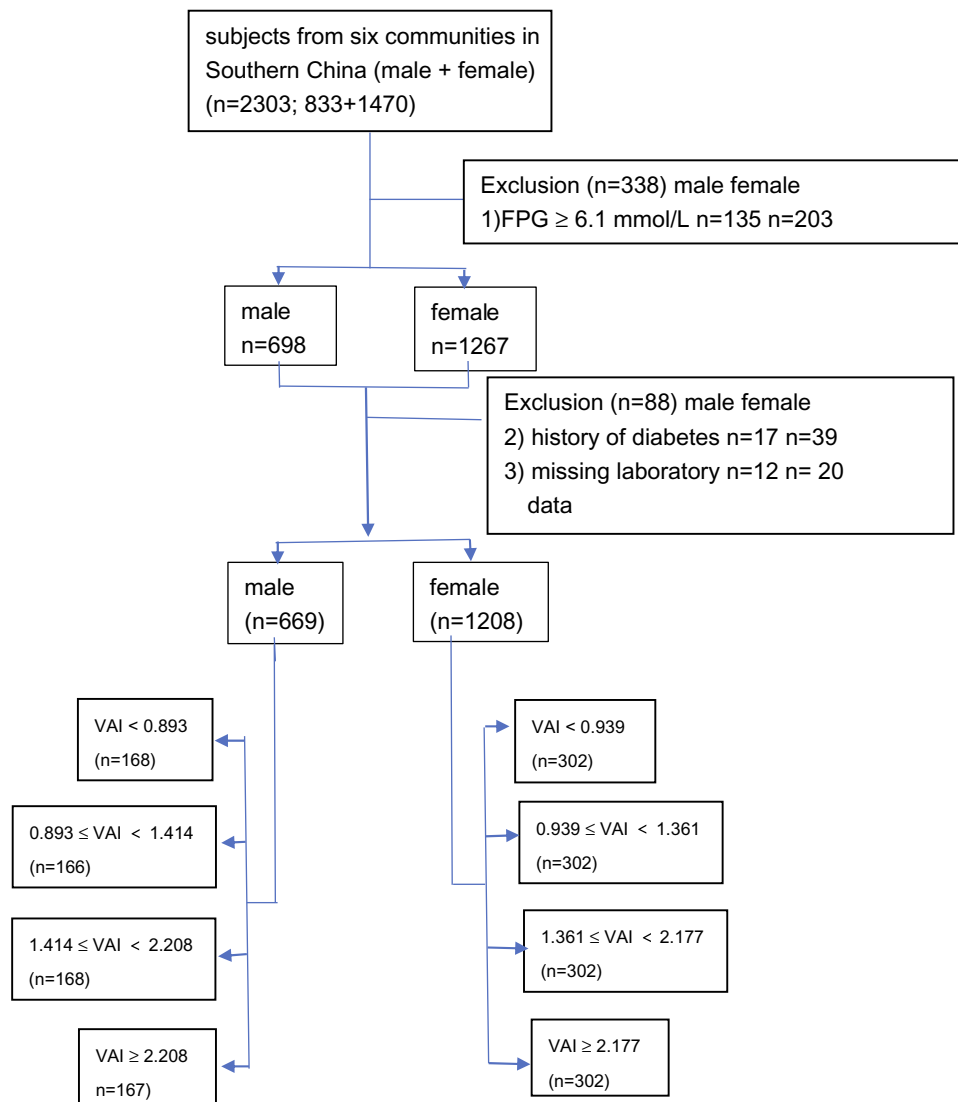 subjects from six communities in
Southern China (male + female)
(n=2303; 833+1470)
Exclusion (n=338) male female
1)FPG ≥ 6.1 mmol/L n=135 n=203
male
n=698
female
n=1267
Exclusion (n=88) male female
2) history of diabetes n=17 n=39
3) missing laboratory n=12 n= 20
data
male
(n=669)
female
(n=1208)
VAI < 0.893
(n=168)
0.893 ≤ VAI < 1.414
(n=166)
1.414 ≤ VAI < 2.208
(n=168)
VAI ≥ 2.208
n=167)
VAI < 0.939
(n=302)
0.939 ≤ VAI < 1.361
(n=302)
1.361 ≤ VAI < 2.177
(n=302)
VAI ≥ 2.177
(n=302)